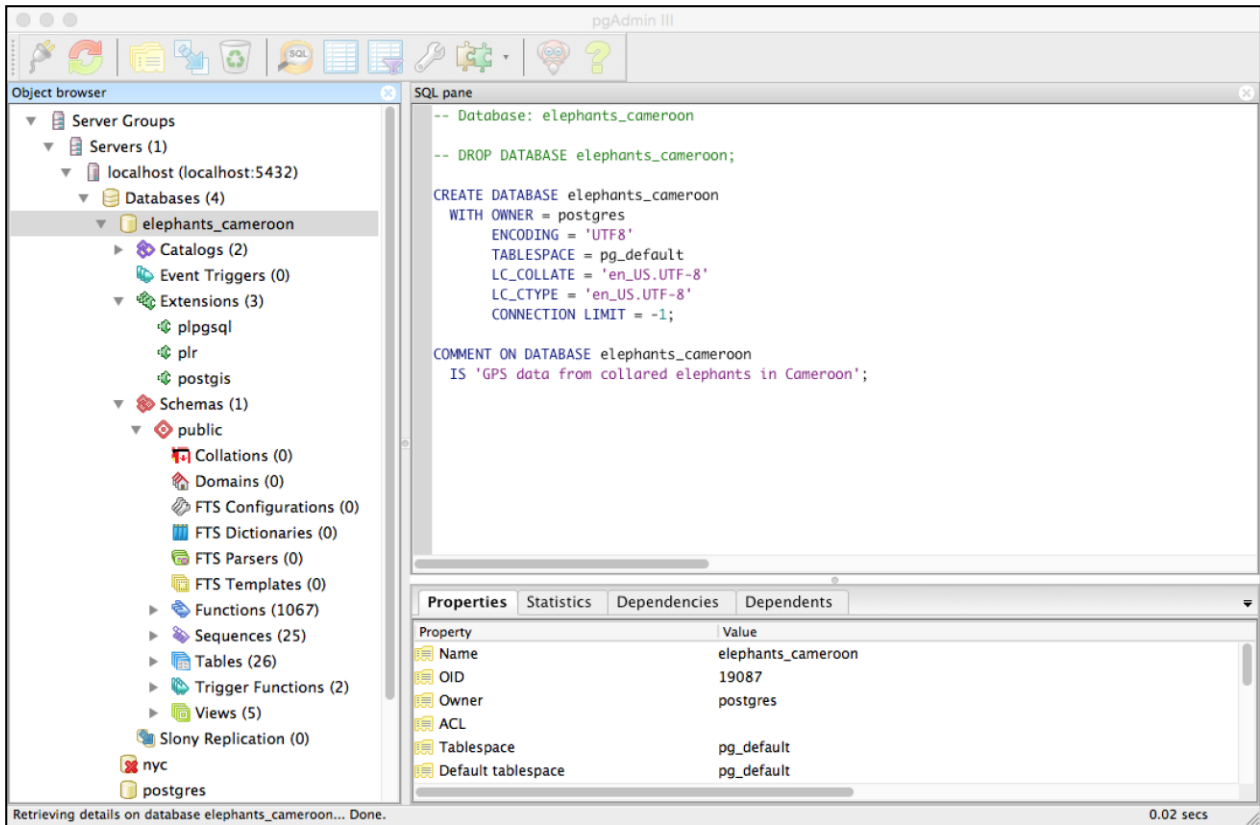 pgAdmin III
SQL
Object browser
Server Groups
Servers (1)
localhost (localhost:5432)
Databases (4)
elephants_cameroon
Catalogs (2)
Event Triggers (0)
Extensions (3)
plpgsql
plr
postgis
Schemas (1)
public
Collations (0)
Domains (0)
FTS Configurations (0)
FTS Dictionaries (0)
FTS Parsers (0)
FTS Templates (0)
Functions (1067)
Sequences (25)
Tables (26)
Trigger Functions (2)
Views (5)
Slony Replication (0)
nyc
postgres
SQL pane
-- Database: elephants_cameroon
-- DROP DATABASE elephants_cameroon;
CREATE DATABASE elephants_cameroon
WITH OWNER = postgres
ENCODING = 'UTF8'
TABLESPACE = pg_default
LC_COLLATE = 'en_US.UTF-8'
LC_CTYPE = 'en_US.UTF-8'
CONNECTION LIMIT = -1;
COMMENT ON DATABASE elephants_cameroon
IS 'GPS data from collared elephants in Cameroon';
Properties Statistics Dependencies Dependents
Property Value
Name elephants_cameroon
OID 19087
Owner postgres
ACL
Tablespace pg_default
Default tablespace pg_default
Retrieving details on database elephants_cameroon... Done. 0.02 secs